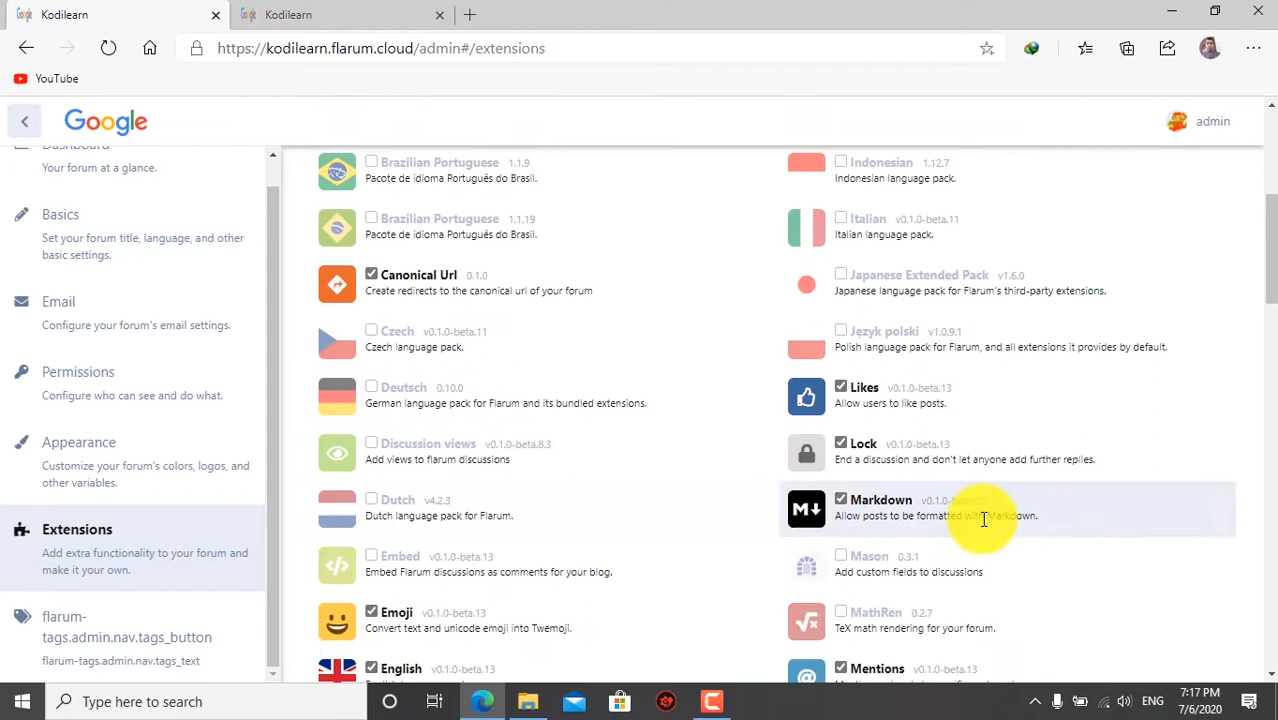 Kodilearn
Kodilearn
https://kodilearn.flarum.cloud/admin#/extensions
YouTube
Google
admin
Dashboard
Your forum at a glance.
Basics
Set your forum title, language, and other
basic settings.
Email
Configure your forum's email settings.
Permissions
Configure who can see and do what.
Appearance
Customize your forum's colors, logos, and
other variables.
Extensions
Add extra functionality to your forum and
make it your own.
flarum-
tags.admin.nav.tags_button
flarum-tags.admin.nav.tags_text
Brazilian Portuguese 1.1.9
Pacote de idioma Português do Brasil.
Brazilian Portuguese 1.1.19
Pacote de idioma Português do Brasil.
Canonical Url 0.1.0
Create redirects to the canonical url of your forum
Czech v0.1.0-beta.11
Czech language pack.
Deutsch 0.10.0
German language pack for Flarum and its bundled extensions.
Discussion views v0.1.0-beta.8.3
Add views to flarum discussions
Dutch v4.2.3
Dutch language pack for Flarum.
Embed v0.1.0-beta.13
Embed Flarum discussions as comments for your blog.
Emoji v0.1.0-beta.13
Convert text and unicode emoji into Twemoji.
English v0.1.0-beta.13
Indonesian 1.12.7
Indonesian language pack.
Italian v0.1.0-beta.11
Italian language pack.
Japanese Extended Pack v1.6.0
Japanese language pack for Flarum's third-party extensions.
Język polski v1.0.9.1
Polish language pack for Flarum, and all extensions it provides by default.
Likes v0.1.0-beta.13
Allow users to like posts.
Lock v0.1.0-beta.13
End a discussion and don't let anyone add further replies.
M Markdown v0.1.0-
Allow posts to be formatted with Markdown.
Mason 0.3.1
Add custom fields to discussions
MathRen 0.2.7
TeX math rendering for your forum.
@ Mentions v0.1.0-beta.13
Type here to search
ENG
7:17 PM
7/6/2020